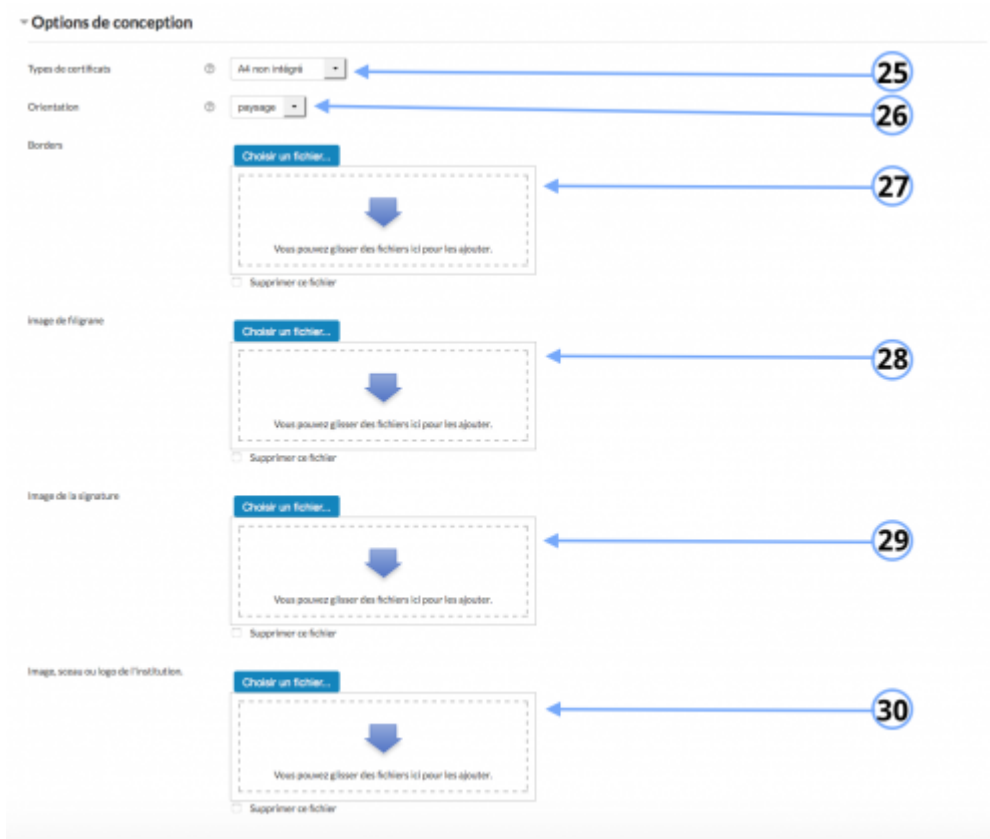 Options de conception
Types de certificats A4 non intégré 25
Orientation paysage 26
Borders
Choisir un fichier...
27
Vous pouvez glisser des fichiers ici pour les ajouter.
Supprimer ce fichier
Image de filigrane
Choisir un fichier...
28
Vous pouvez glisser des fichiers ici pour les ajouter.
Supprimer ce fichier
Image de la signature
Choisir un fichier...
29
Vous pouvez glisser des fichiers ici pour les ajouter.
Supprimer ce fichier
Image, sceau ou logo de l'institution.
Choisir un fichier...
30
Vous pouvez glisser des fichiers ici pour les ajouter.
Supprimer ce fichier